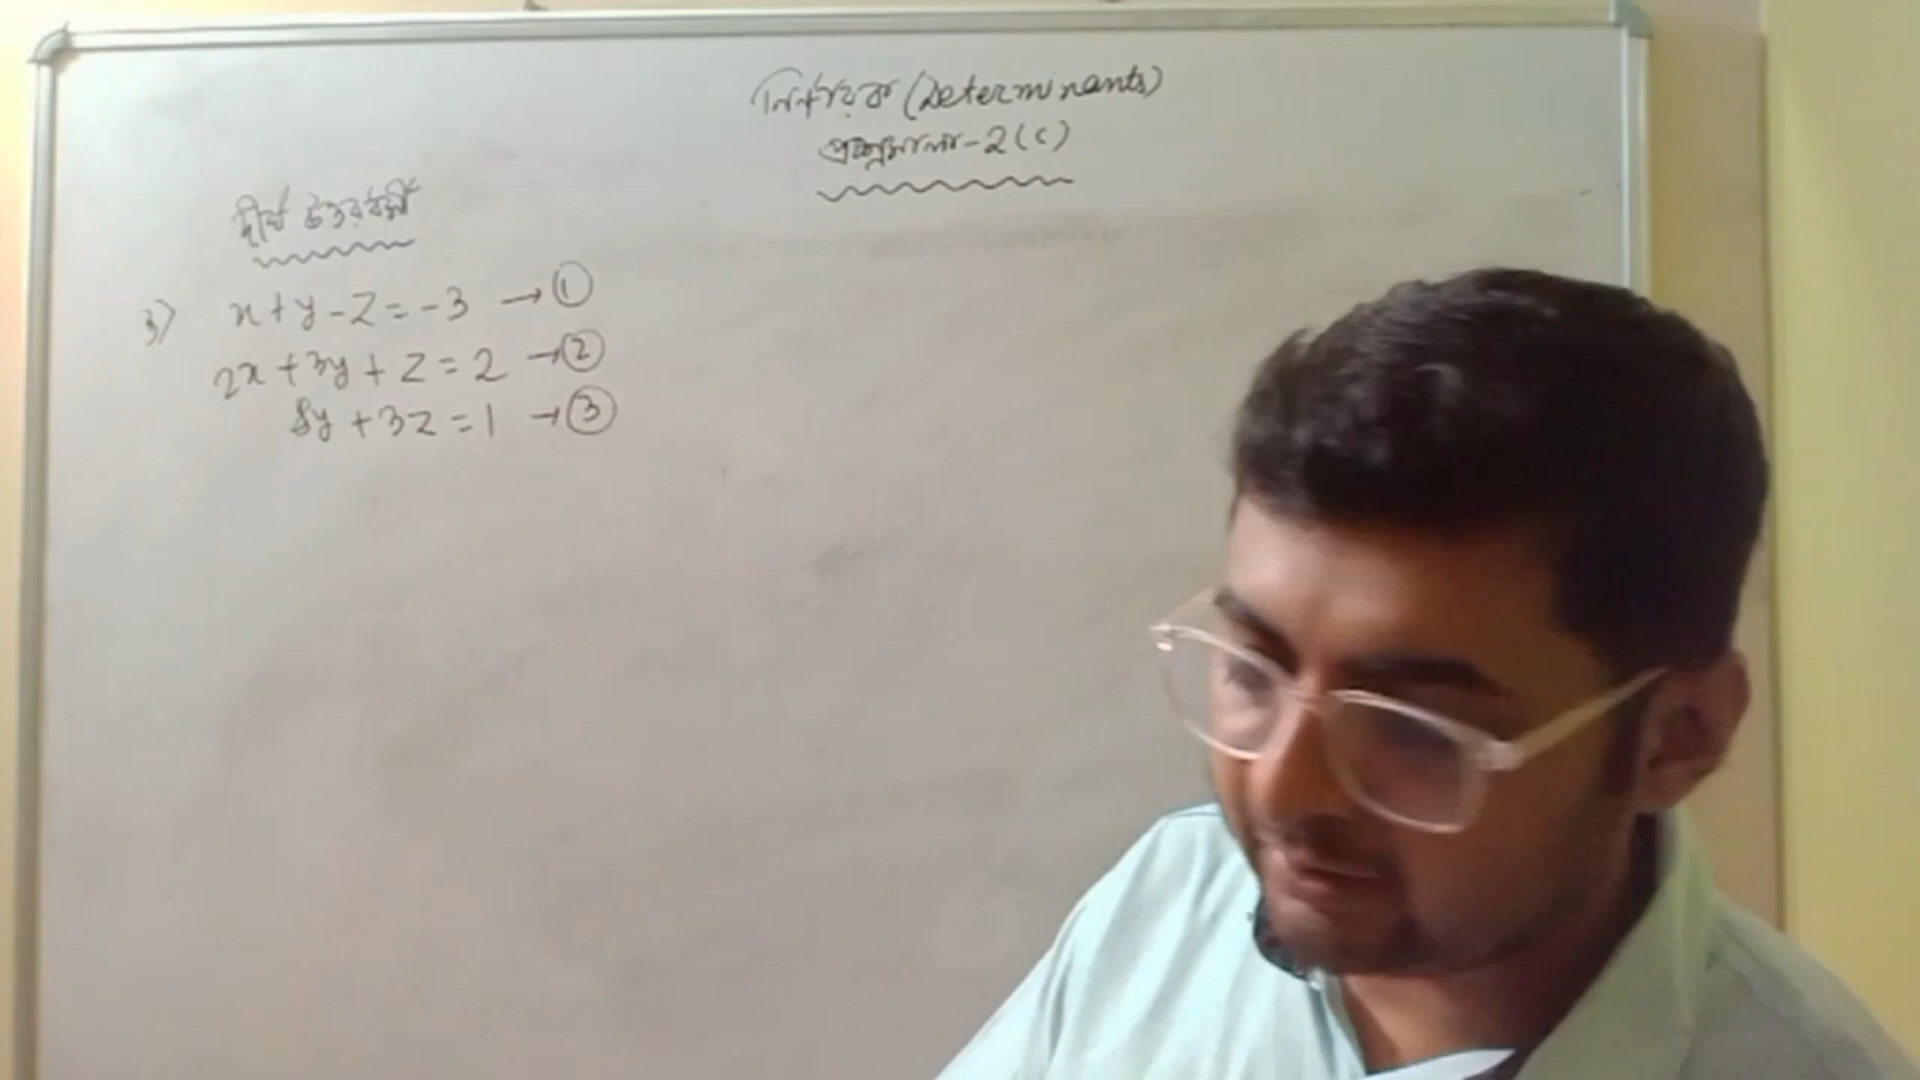 নির্ণায়ক (Determinants)
প্রশ্নমালা-2(c)
দীর্ঘ উত্তরধর্মী
3) x+y-z=-3 → ①
2x+3y+z=2 → ②
8y+3z=1 → ③